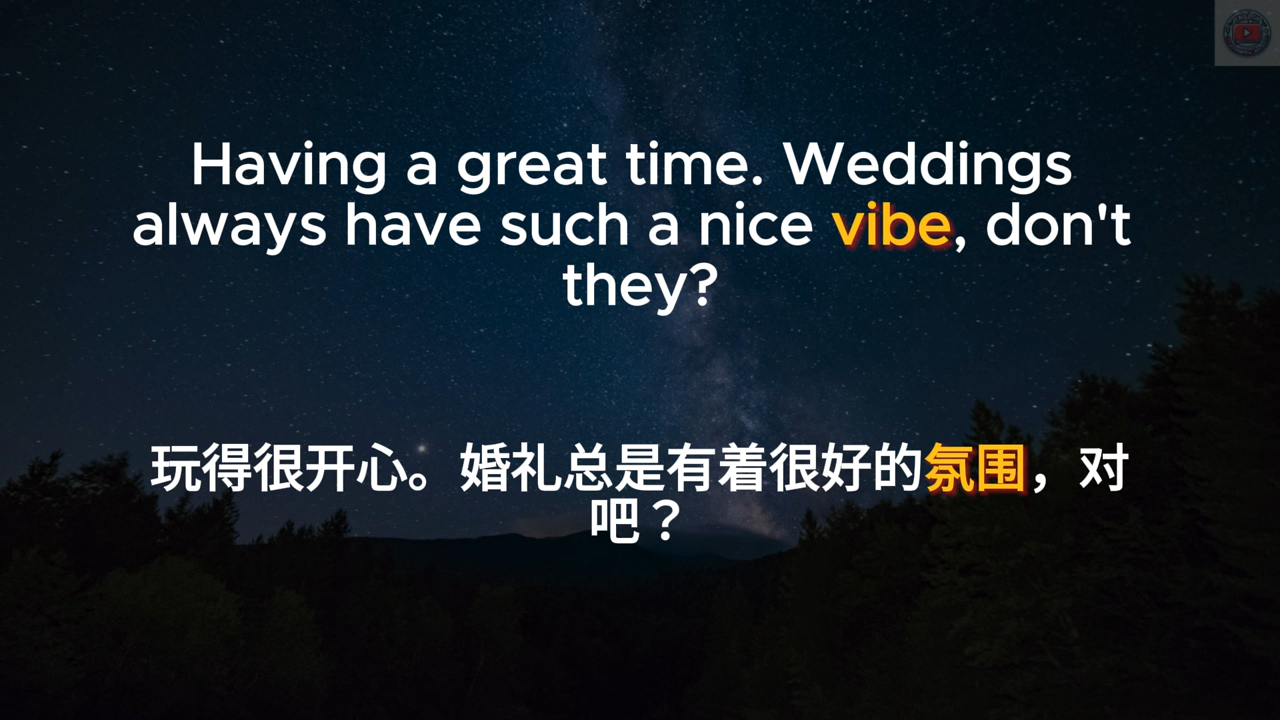 Having a great time. Weddings
always have such a nice vibe, don't
they?
玩得很开心。婚礼总是有着很好的氛围，对
吧？